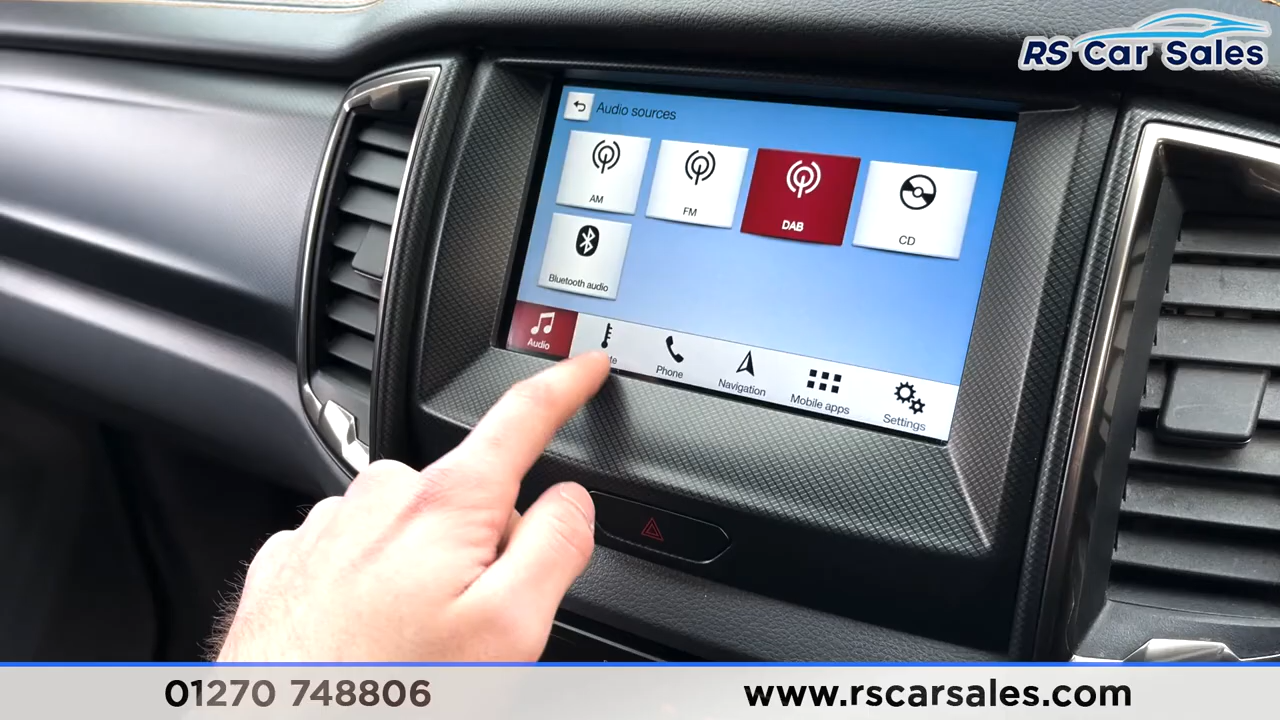 RS Car Sales
Audio sources
AM
FM
DAB
CD
Bluetooth audio
Audio
Phone
Navigation
Mobile apps
Settings
01270 748806
www.rscarsales.com